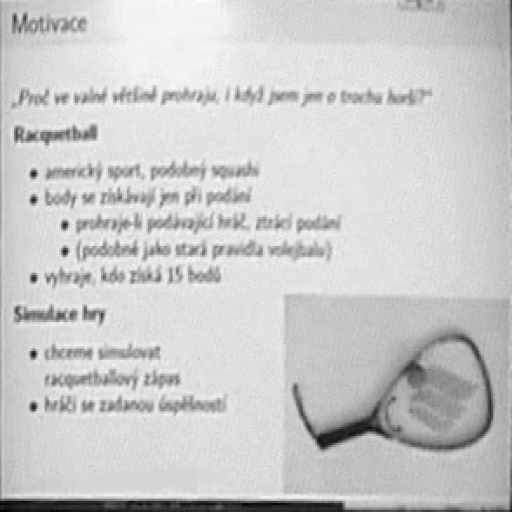 Motivace
„Proč ve valné většině prohraju, i když jsem jen o trochu horší?“
Racquetball
• americký sport, podobný squashi
• body se získávají jen při podání
• prohraje-li podávající hráč, ztrácí podání
• (podobné jako stará pravidla volejbalu)
• vyhraje, kdo získá 15 bodů
Simulace hry
• chceme simulovat
racquetballový zápas
• hráči se zadanou úspěšností